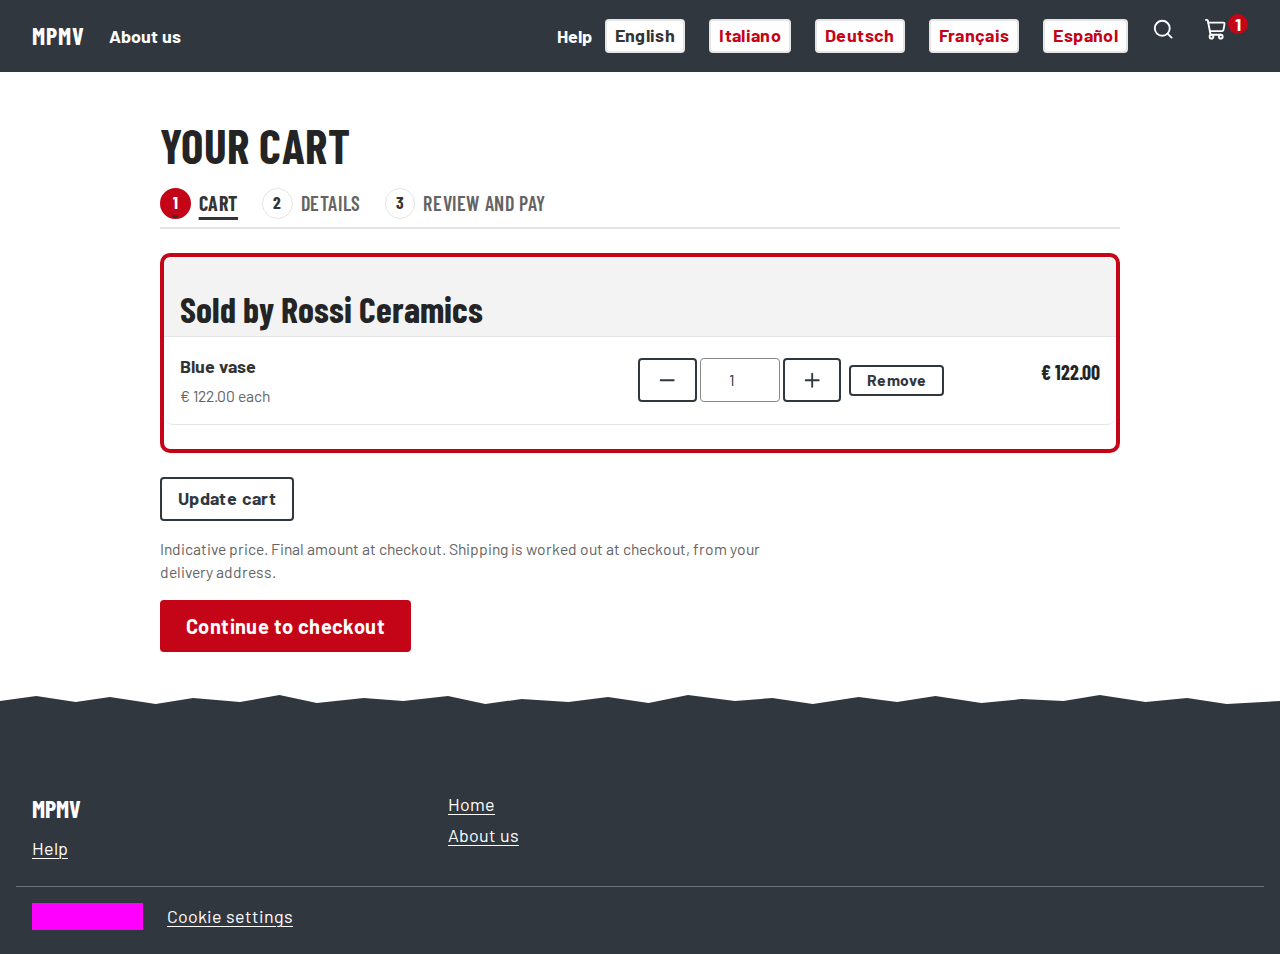 MPMV About us Help English Italiano Deutsch Français Español 1
YOUR CART
1 CART 2 DETAILS 3 REVIEW AND PAY
Sold by Rossi Ceramics
Blue vase
€ 122.00 each
1
Remove
€ 122.00
Update cart
Indicative price. Final amount at checkout. Shipping is worked out at checkout, from your
delivery address.
Continue to checkout
MPMV
Help
Home
About us
Cookie settings